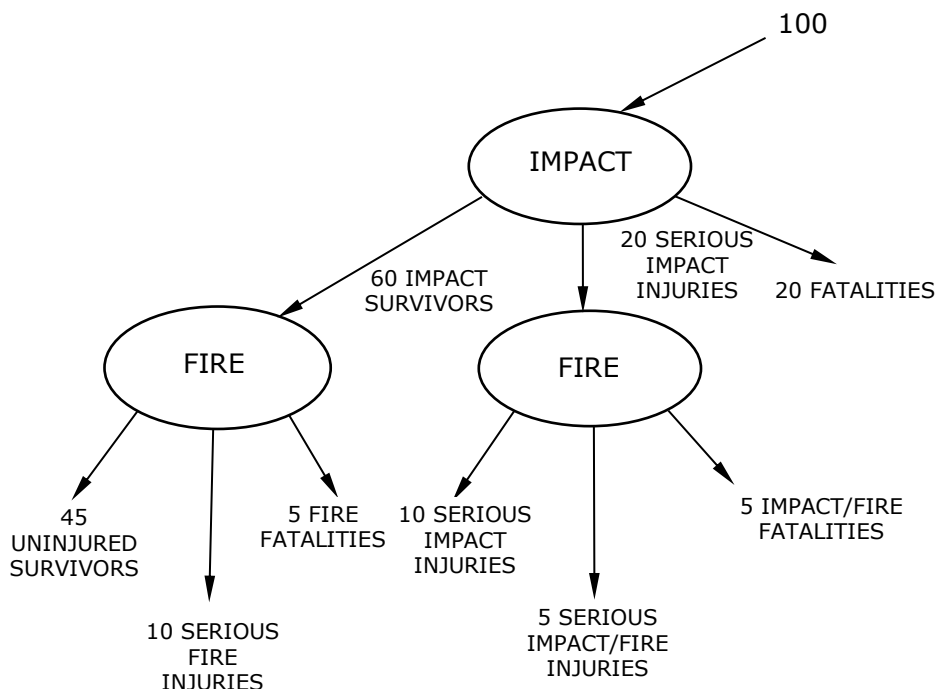 100
IMPACT
60 IMPACT
SURVIVORS
20 SERIOUS
IMPACT
INJURIES
20 FATALITIES
FIRE
FIRE
45
UNINJURED
SURVIVORS
10 SERIOUS
FIRE
INJURIES
5 FIRE
FATALITIES
10 SERIOUS
IMPACT
INJURIES
5 SERIOUS
IMPACT/FIRE
INJURIES
5 IMPACT/FIRE
FATALITIES